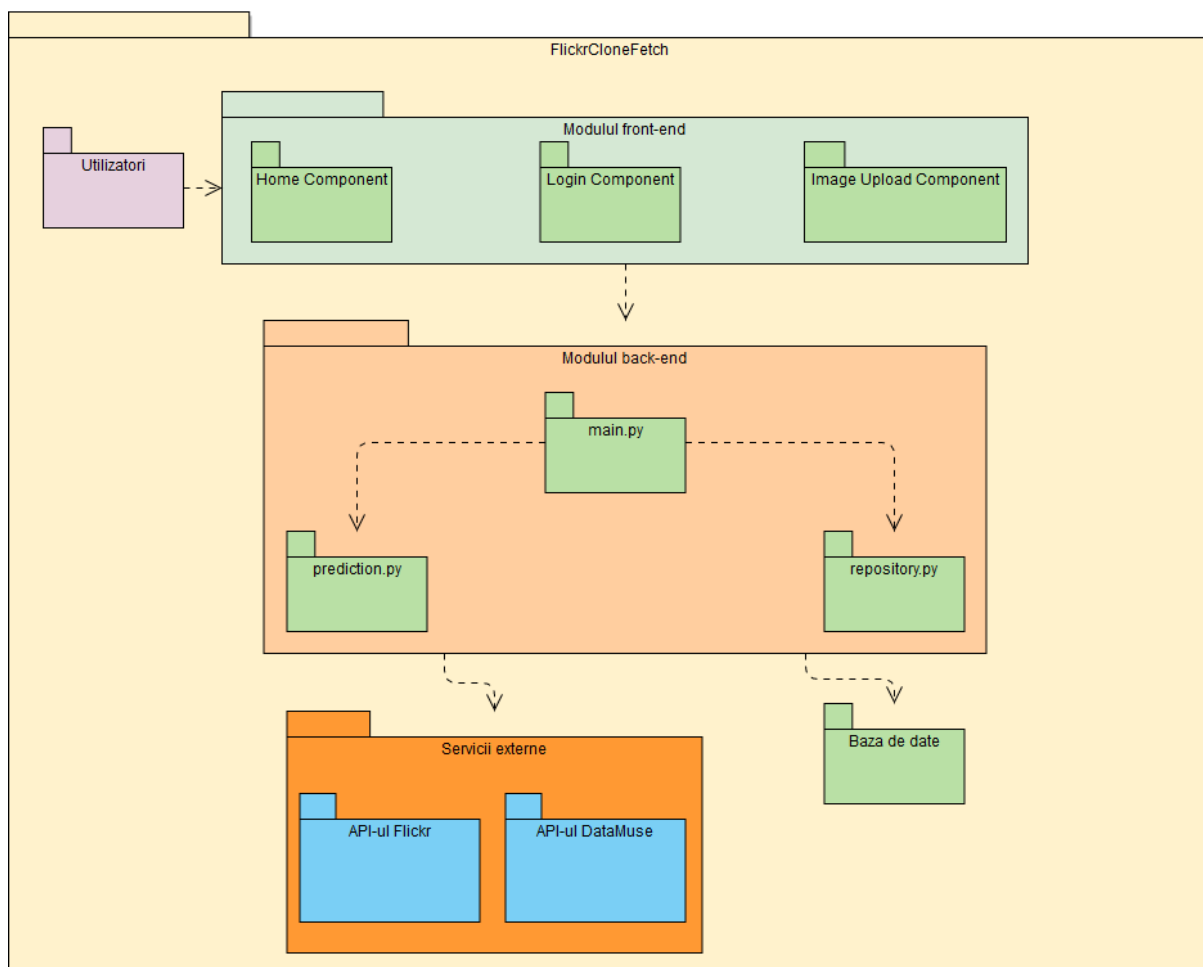 FlickrCloneFetch
Modulul front-end
Utilizatori
Home Component
Login Component
Image Upload Component
Modulul back-end
main.py
prediction.py
repository.py
Servicii externe
Baza de date
API-ul Flickr
API-ul DataMuse